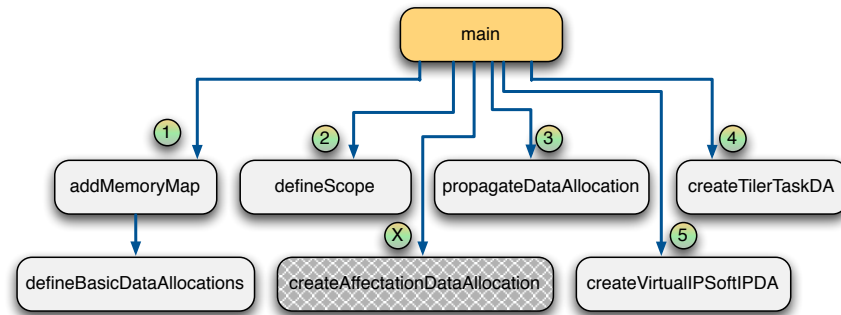 main
1
2
3
4
addMemoryMap
defineScope
propagateDataAllocation
createTilerTaskDA
X
5
defineBasicDataAllocations
createAffectationDataAllocation
createVirtualIPSoftIPDA